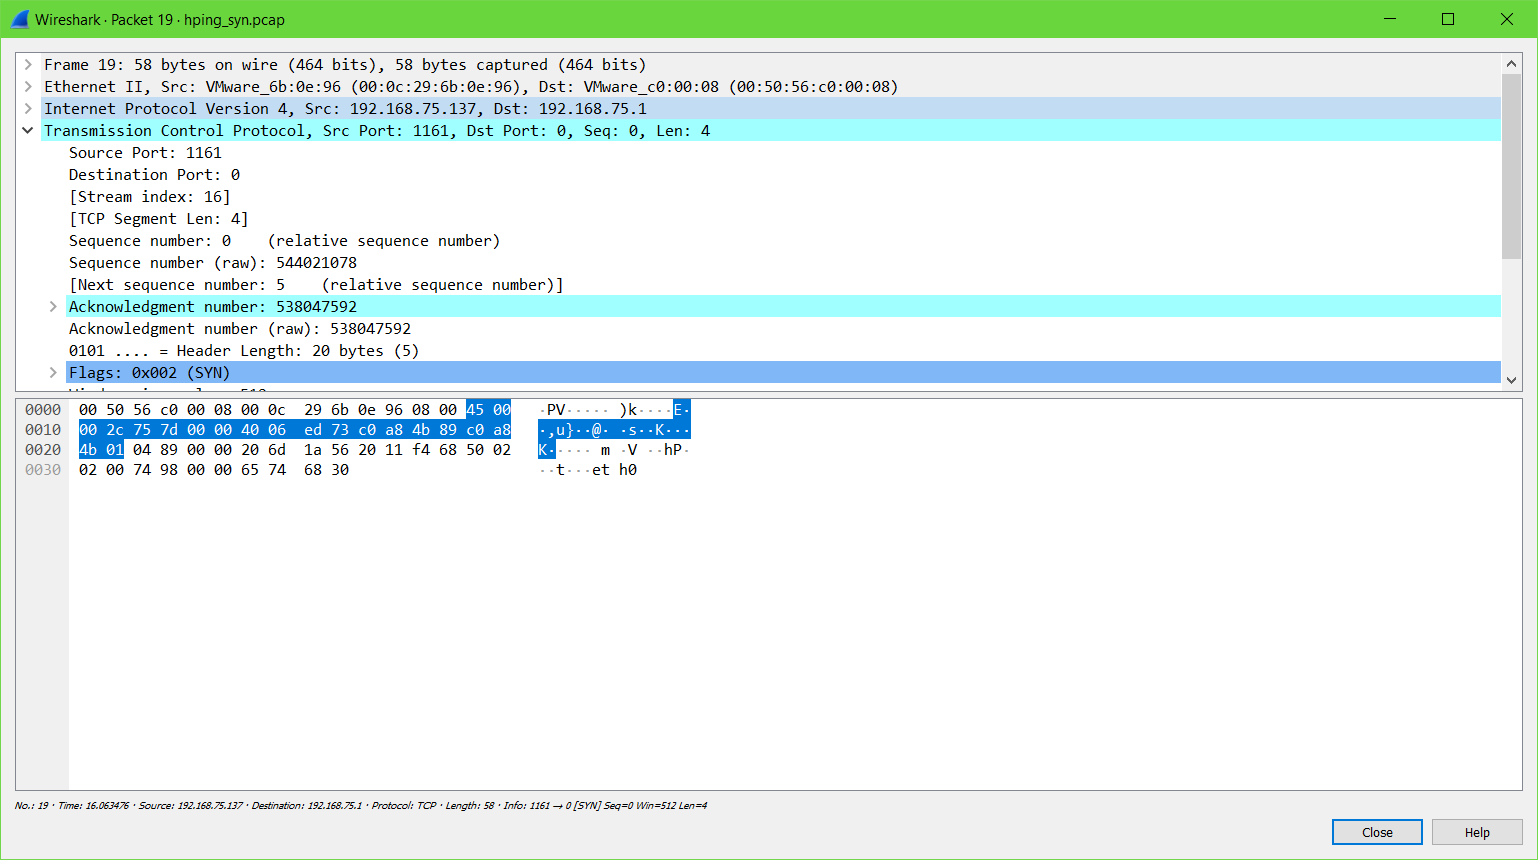 Wireshark · Packet 19 · hping_syn.pcap
Frame 19: 58 bytes on wire (464 bits), 58 bytes captured (464 bits)
Ethernet II, Src: VMware_6b:0e:96 (00:0c:29:6b:0e:96), Dst: VMware_c0:00:08 (00:50:56:c0:00:08)
Internet Protocol Version 4, Src: 192.168.75.137, Dst: 192.168.75.1
Transmission Control Protocol, Src Port: 1161, Dst Port: 0, Seq: 0, Len: 4
Source Port: 1161
Destination Port: 0
[Stream index: 16]
[TCP Segment Len: 4]
Sequence number: 0    (relative sequence number)
Sequence number (raw): 544021078
[Next sequence number: 5    (relative sequence number)]
Acknowledgment number: 538047592
Acknowledgment number (raw): 538047592
0101 .... = Header Length: 20 bytes (5)
Flags: 0x002 (SYN)
0000 00 50 56 c0 00 08 00 0c 29 6b 0e 96 08 00 45 00 ·PV····· )k····E·
0010 00 2c 75 7d 00 00 40 06 ed 73 c0 a8 4b 89 c0 a8 ·,u}··@· ·s··K···
0020 4b 01 04 89 00 00 20 6d 1a 56 20 11 f4 68 50 02 K····· m ·V ··hP·
0030 02 00 74 98 00 00 65 74 68 30 ··t···et h0
No.: 19 · Time: 16.063476 · Source: 192.168.75.137 · Destination: 192.168.75.1 · Protocol: TCP · Length: 58 · Info: 1161 → 0 [SYN] Seq=0 Win=512 Len=4
Close Help